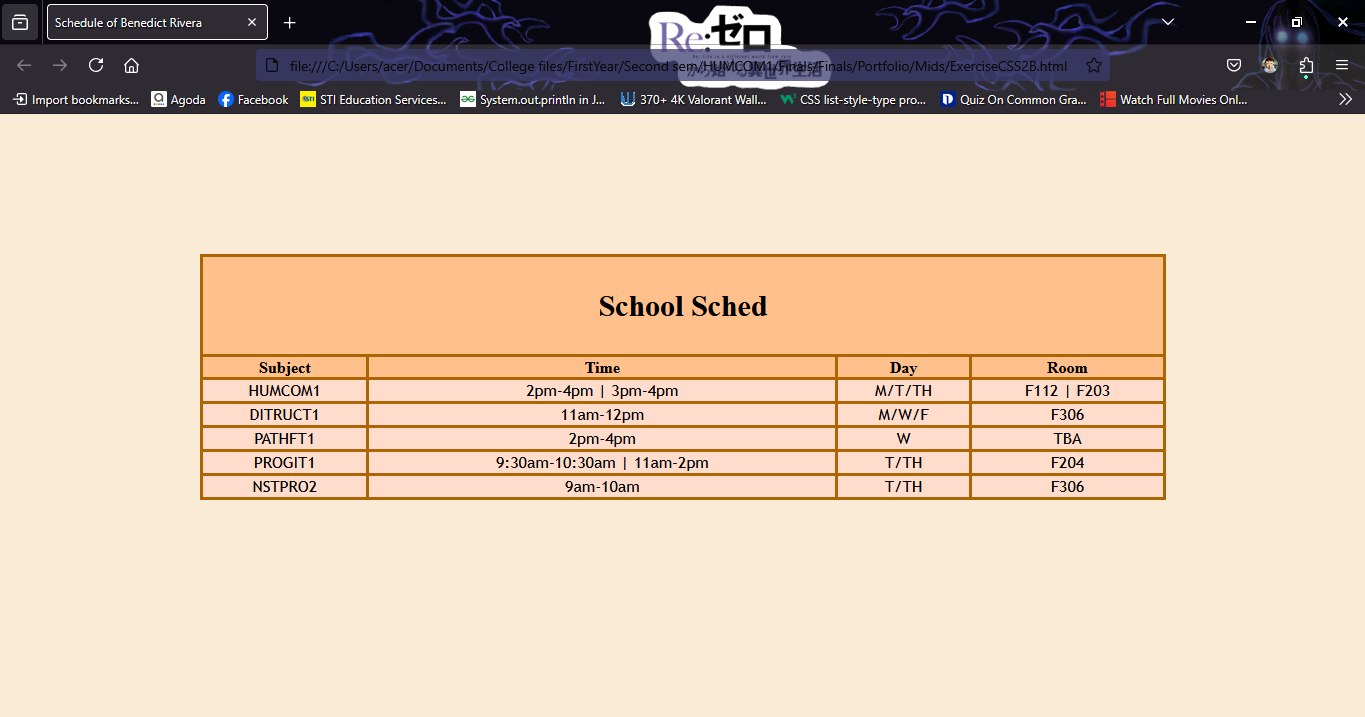 Schedule of Benedict Rivera
Re:ゼロ
file:///C:/Users/acer/Documents/College files/FirstYear/Second sem/HUMCOM1/Finals/Finals/Portfolio/Mids/ExerciseCSS2B.html
Import bookmarks... Agoda Facebook STI Education Services... System.out.println in J... 370+ 4K Valorant Wall... CSS list-style-type pro... Quiz On Common Gra... Watch Full Movies Onl...
School Sched
Subject Time Day Room
HUMCOM1 2pm-4pm | 3pm-4pm M/T/TH F112 | F203
DITRUCT1 11am-12pm M/W/F F306
PATHFT1 2pm-4pm W TBA
PROGIT1 9:30am-10:30am | 11am-2pm T/TH F204
NSTPRO2 9am-10am T/TH F306